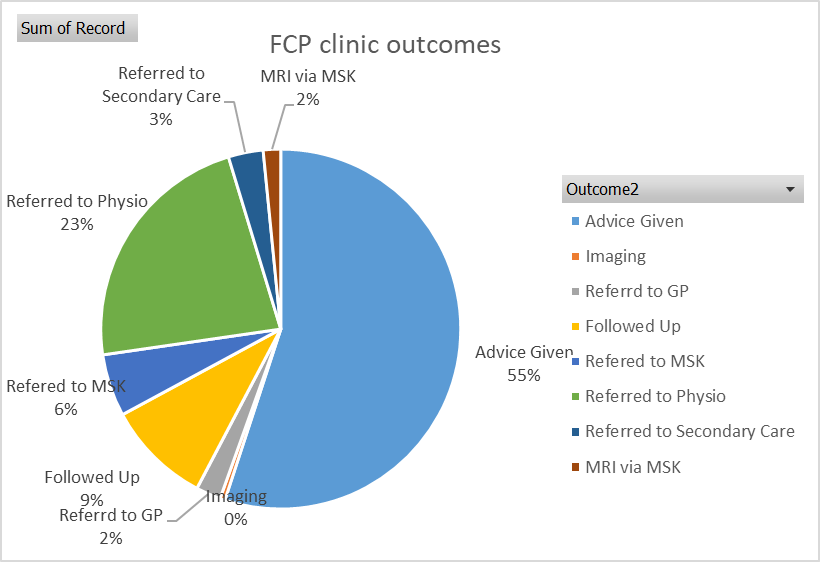 Sum of Record
FCP clinic outcomes
Referred to
Secondary Care
3%
MRI via MSK
2%
Referred to Physio
23%
Refered to MSK
6%
Followed Up
9%
Referrd to GP
2%
Imaging
0%
Advice Given
55%
Outcome2
Advice Given
Imaging
Referrd to GP
Followed Up
Refered to MSK
Referred to Physio
Referred to Secondary Care
MRI via MSK